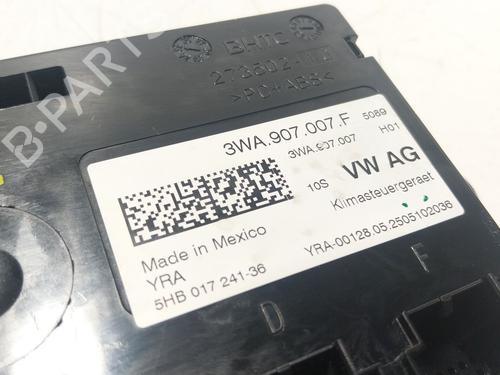 BHTC
>PC+ABS<
3WA.907.007.F 5089
3WA.907.007 H01
10S VW AG
Klimasteuergeraet
Made in Mexico
YRA YRA-00128.05.2505102036
5HB 017 241-36
D F
B-PARTS